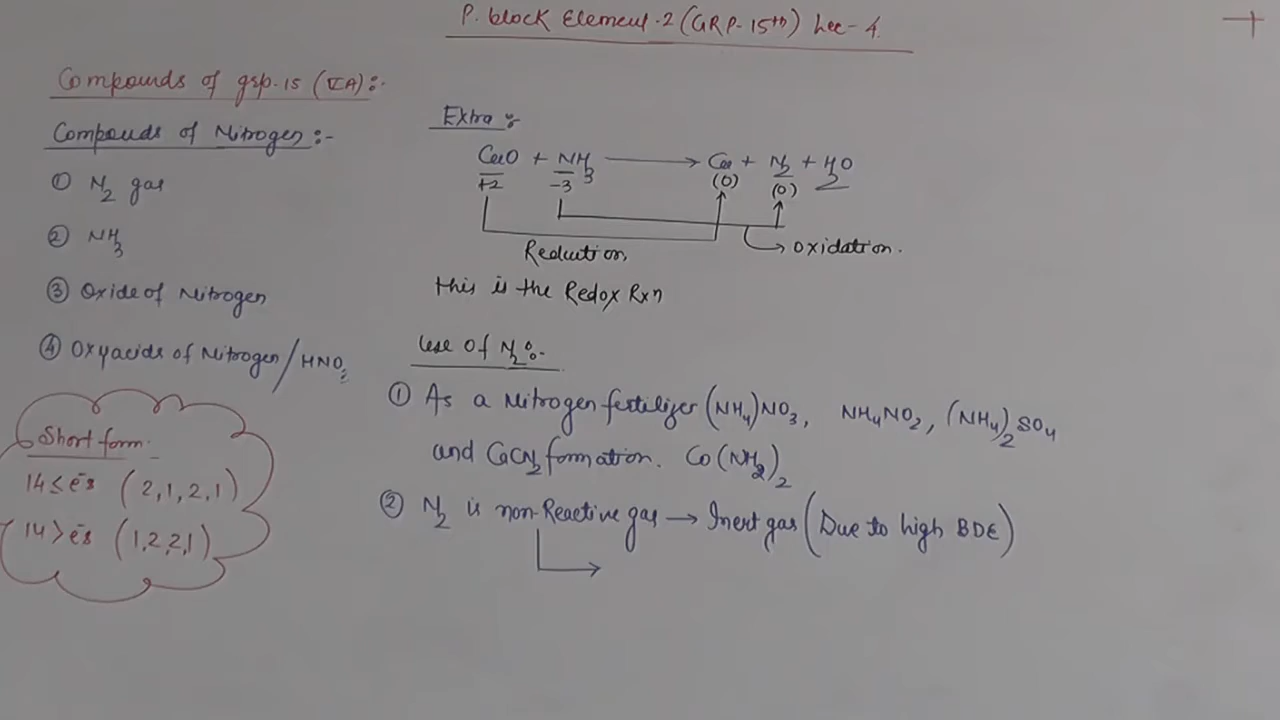 P. block Element-2 (GRP-15th) Lec-4.
Compounds of grp-15 (VA):-
Compouds of Nitrogen:-
① N2 gas
② NH3
③ Oxide of Nitrogen
④ Oxyacids of Nitrogen/HNO3
Short form.
14 ≤ es (2,1,2,1)
14 > es (1,2,2,1)
Extra:
CuO + NH3 → Cu + N2 + H2O
+2 -3 (0) (0)
Reduction, → oxidation.
this is the Redox Rxn
Use Of N2:-
① As a Nitrogen fertilizer (NH4)NO3, NH4NO2, (NH4)2SO4
and CaCN2 formation. Co(NH2)2
② N2 is non-Reactive gas → Inert gas (Due to high BDE)